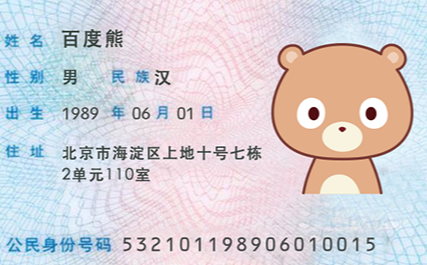 姓名 百度熊
性别 男 民族 汉
出生 1989 年 06 月 01 日
住址 北京市海淀区上地十号七栋
2单元110室
公民身份号码 532101198906010015